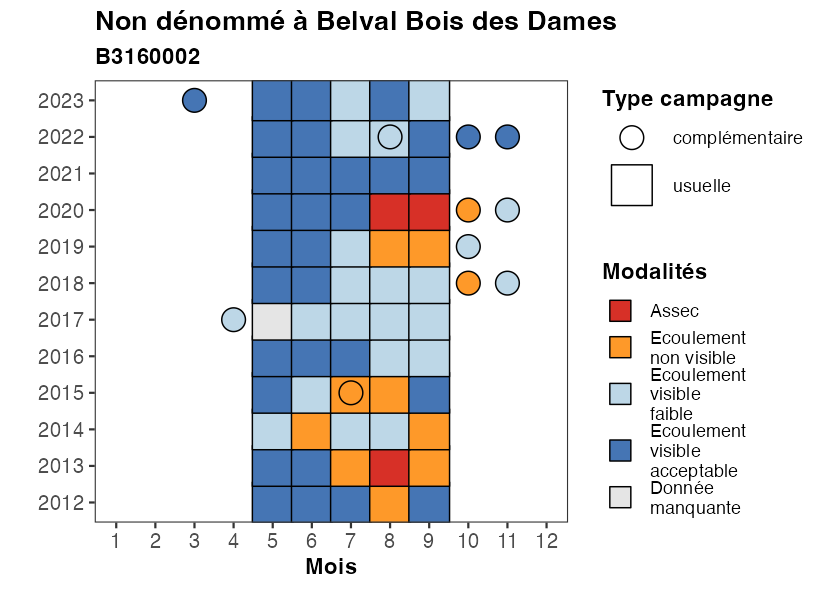 Non dénommé à Belval Bois des Dames
B3160002
2023
2022
2021
2020
2019
2018
2017
2016
2015
2014
2013
2012
1 2 3 4 5 6 7 8 9 10 11 12
Mois
Type campagne
complémentaire
usuelle
Modalités
Assec
Ecoulement
non visible
Ecoulement
visible
faible
Ecoulement
visible
acceptable
Donnée
manquante